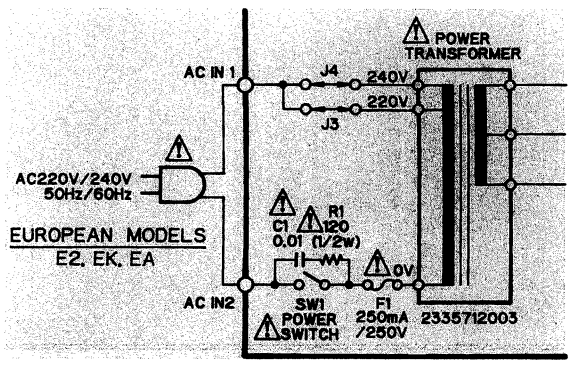 POWER
TRANSFORMER
AC IN 1
J4
240V
220V
J3
AC220V/240V
50Hz/60Hz
EUROPEAN MODELS
E2, EK, EA
C1
0.01
R1
120
(1/2w)
0V
AC IN2
SW1
POWER
SWITCH
F1
250mA
/250V
2335712003